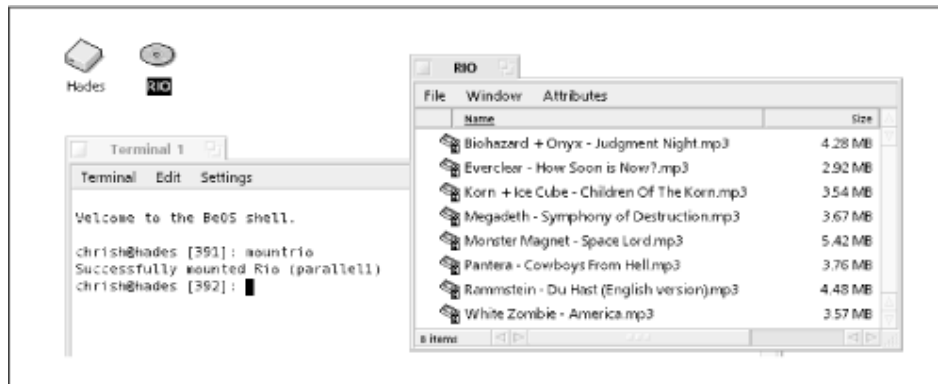 Hades
RIO
Terminal 1
Terminal Edit Settings
Welcome to the BeOS shell.
chrish@hades [391]: mountrio
Successfully mounted Rio (parallel1)
chrish@hades [392]:
RIO
File Window Attributes
Name Size
Biohazard + Onyx - Judgment Night.mp3 4.28 MB
Everclear - How Soon is Now?.mp3 2.92 MB
Korn + Ice Cube - Children Of The Korn.mp3 3.54 MB
Megadeth - Symphony of Destruction.mp3 3.67 MB
Monster Magnet - Space Lord.mp3 5.42 MB
Pantera - Cowboys From Hell.mp3 3.76 MB
Rammstein - Du Hast (English version).mp3 4.48 MB
White Zombie - America.mp3 3.57 MB
8 items